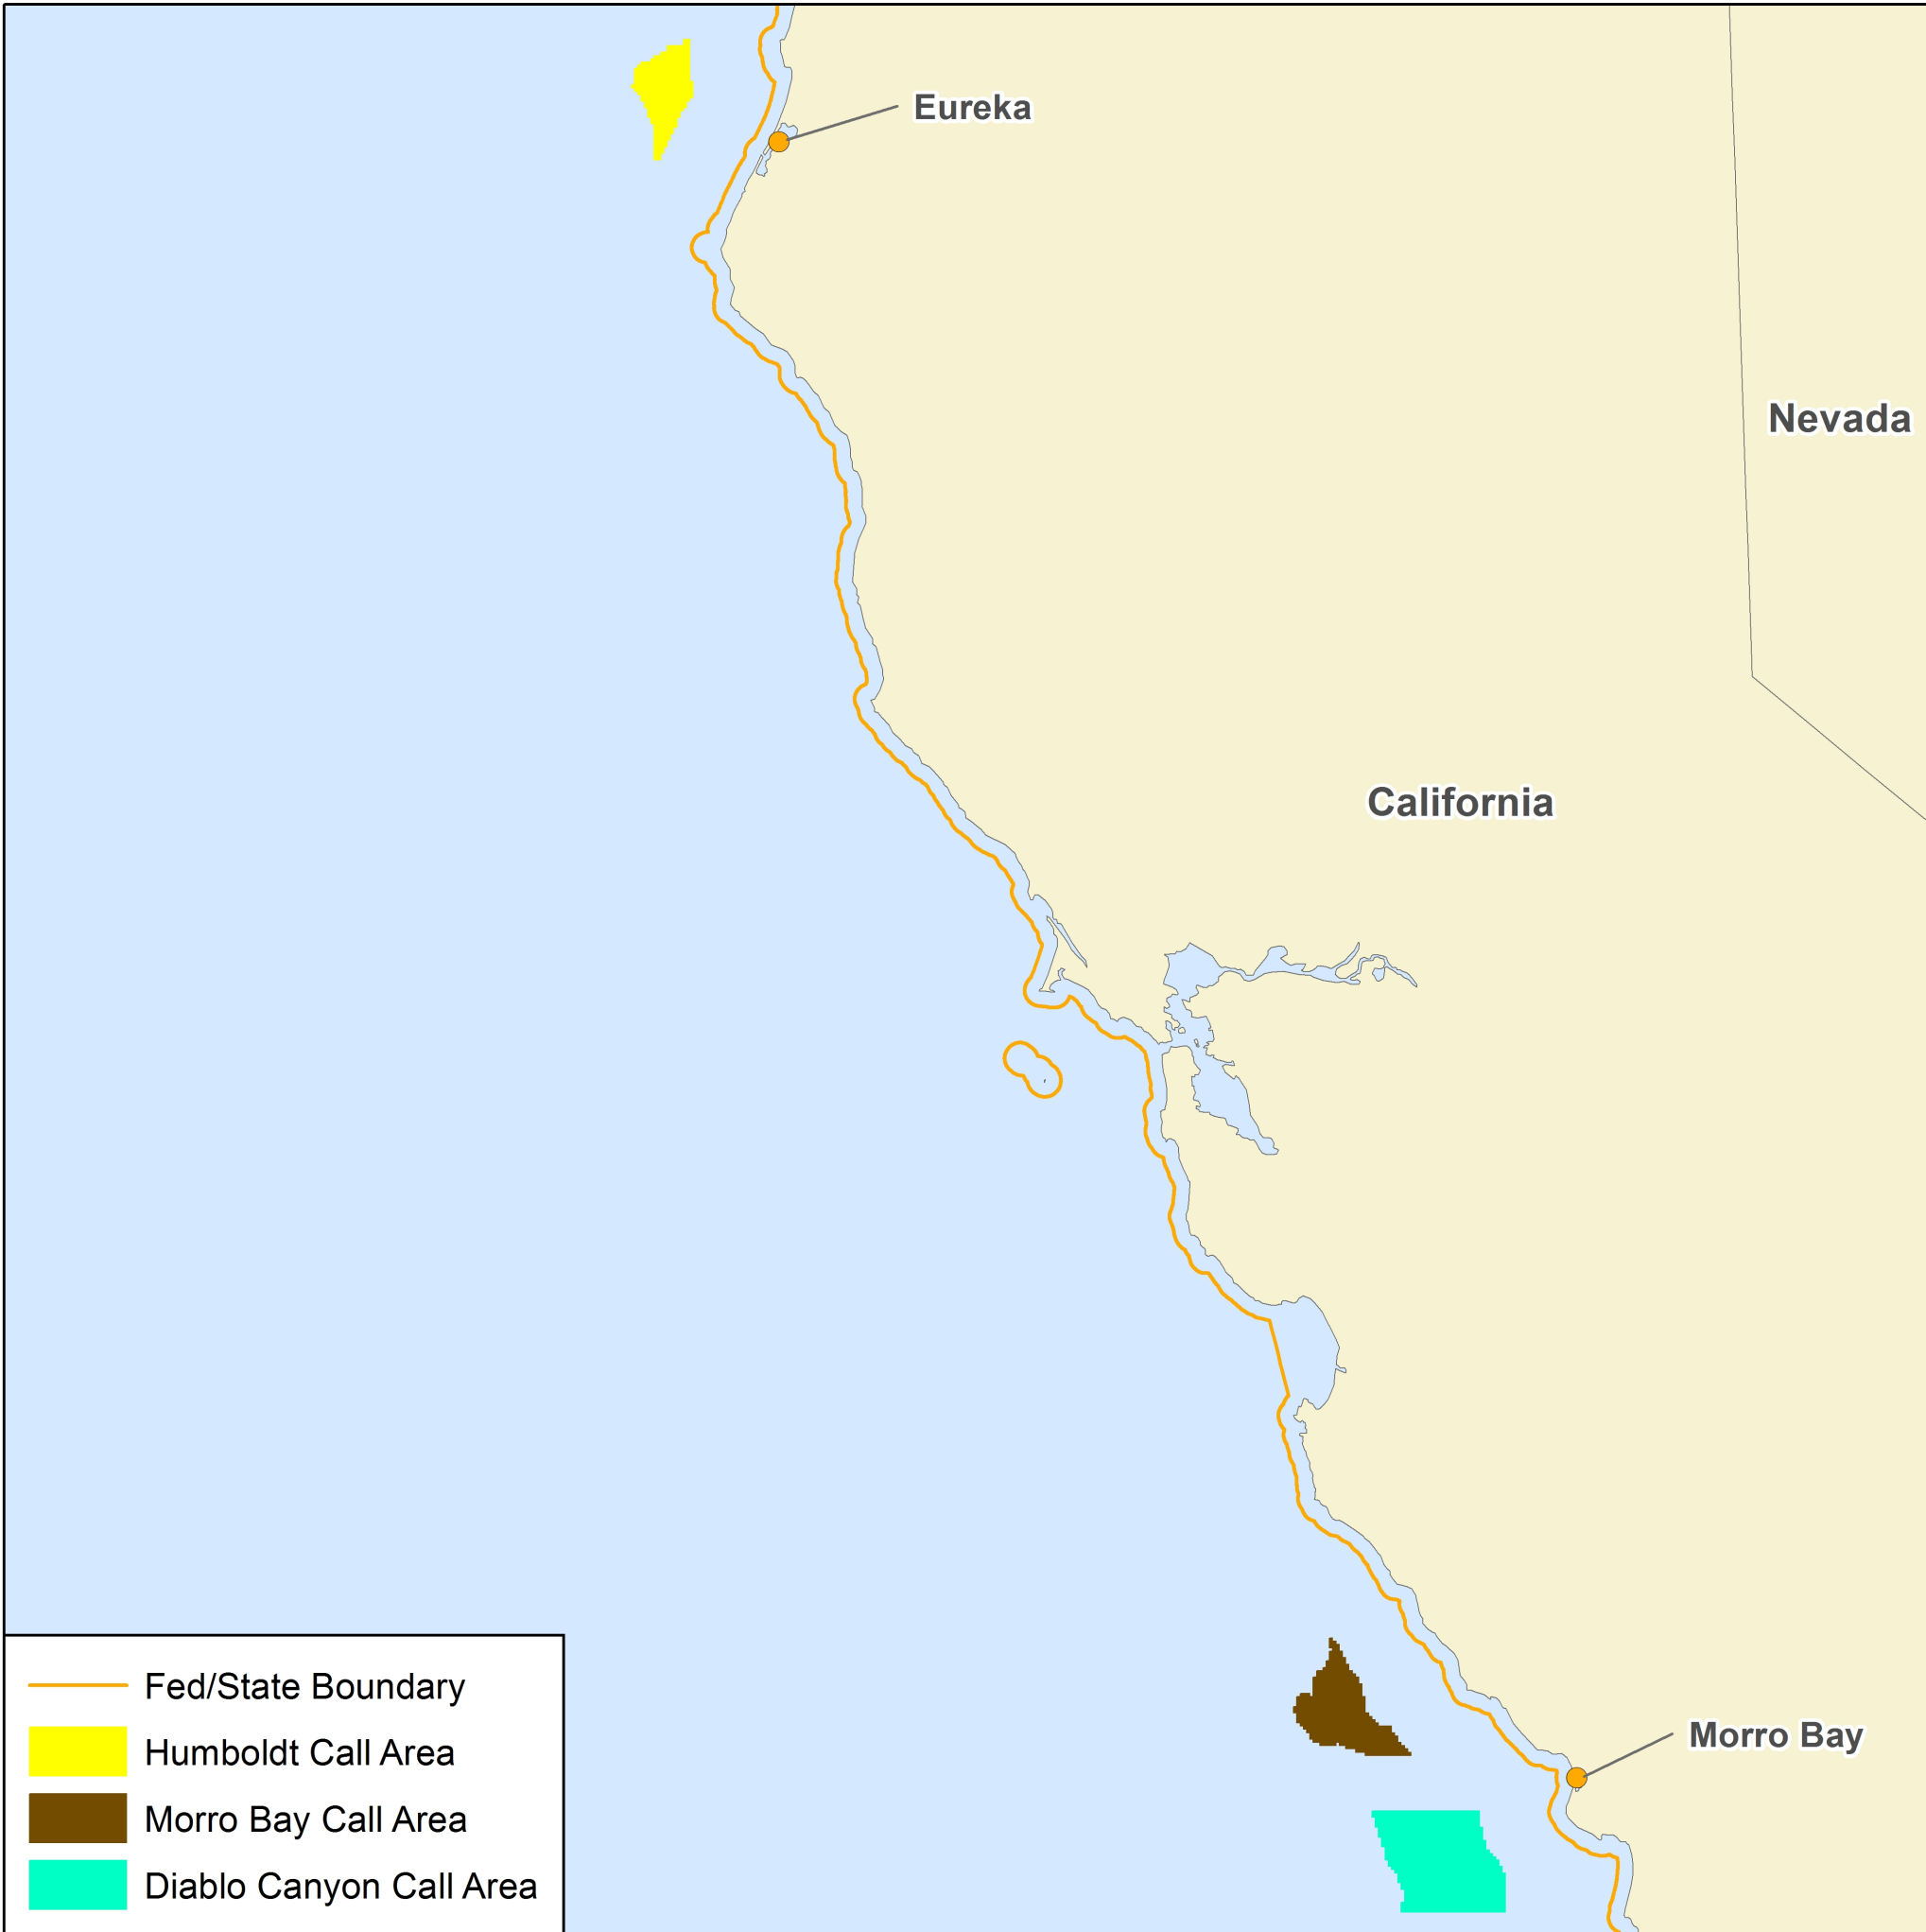 Eureka
Nevada
California
Morro Bay
Fed/State Boundary
Humboldt Call Area
Morro Bay Call Area
Diablo Canyon Call Area